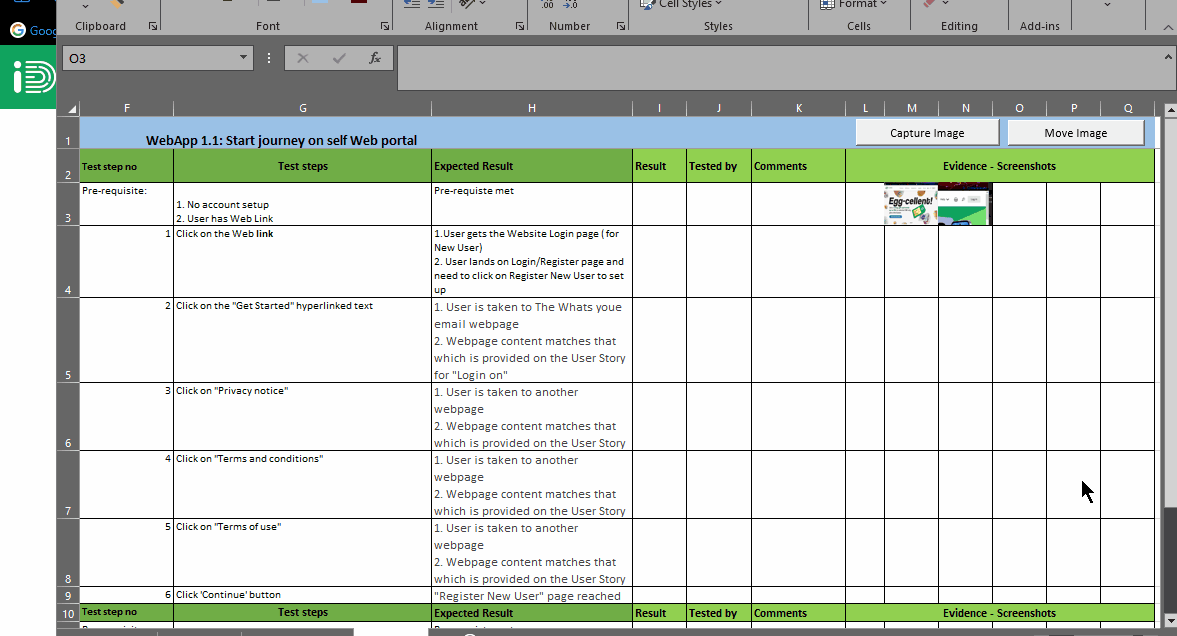 Cell Styles
Format
Clipboard
Font
Alignment
Number
Styles
Cells
Editing
Add-ins
Goog
O3
fx
F G H I J K L M N O P Q
1 WebApp 1.1: Start journey on self Web portal Capture Image Move Image
2 Test step no Test steps Expected Result Result Tested by Comments Evidence - Screenshots
Pre-requisite: Pre-requiste met
Egg-cellent!
1. No account setup
3 2. User has Web Link
1 Click on the Web link 1.User gets the Website Login page ( for
New User)
2. User lands on Login/Register page and
need to click on Register New User to set
4 up
2 Click on the "Get Started" hyperlinked text 1. User is taken to The Whats youe
email webpage
2. Webpage content matches that
which is provided on the User Story
5 for "Login on"
3 Click on "Privacy notice" 1. User is taken to another
webpage
2. Webpage content matches that
6 which is provided on the User Story
4 Click on "Terms and conditions" 1. User is taken to another
webpage
2. Webpage content matches that
7 which is provided on the User Story
5 Click on "Terms of use" 1. User is taken to another
webpage
2. Webpage content matches that
8 which is provided on the User Story
9 6 Click 'Continue' button "Register New User" page reached
10 Test step no Test steps Expected Result Result Tested by Comments Evidence - Screenshots